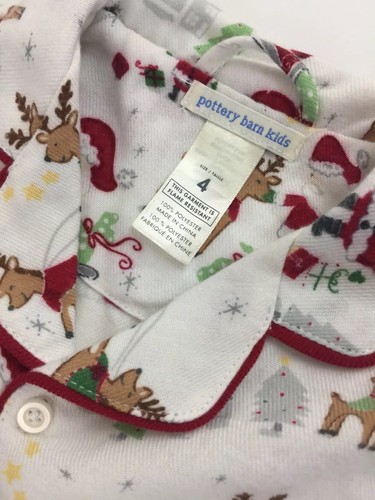 pottery barn kids
SIZE / TAILLE
4
THIS GARMENT IS
FLAME RESISTANT
100% POLYESTER
MADE IN CHINA
100 % POLYESTER
FABRIQUÉ EN CHINE